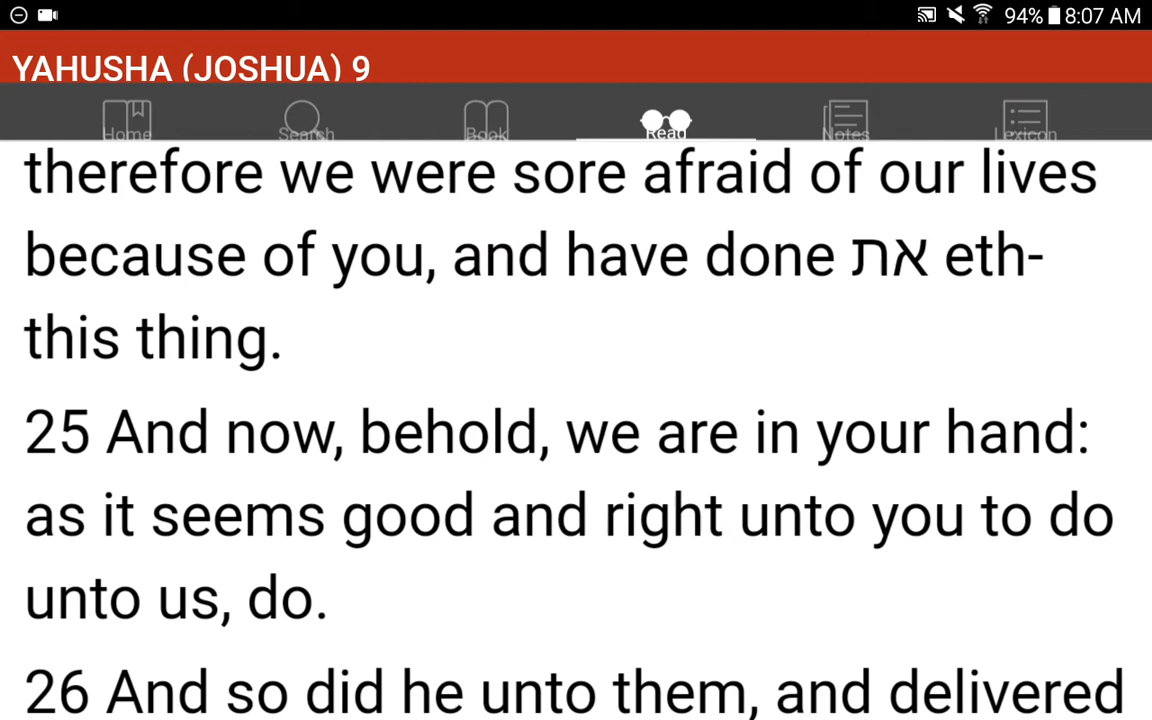 94% 8:07 AM
YAHUSHA (JOSHUA) 9
Home Search Book Read Notes Lexicon
therefore we were sore afraid of our lives
because of you, and have done את eth-
this thing.
25 And now, behold, we are in your hand:
as it seems good and right unto you to do
unto us, do.
26 And so did he unto them, and delivered